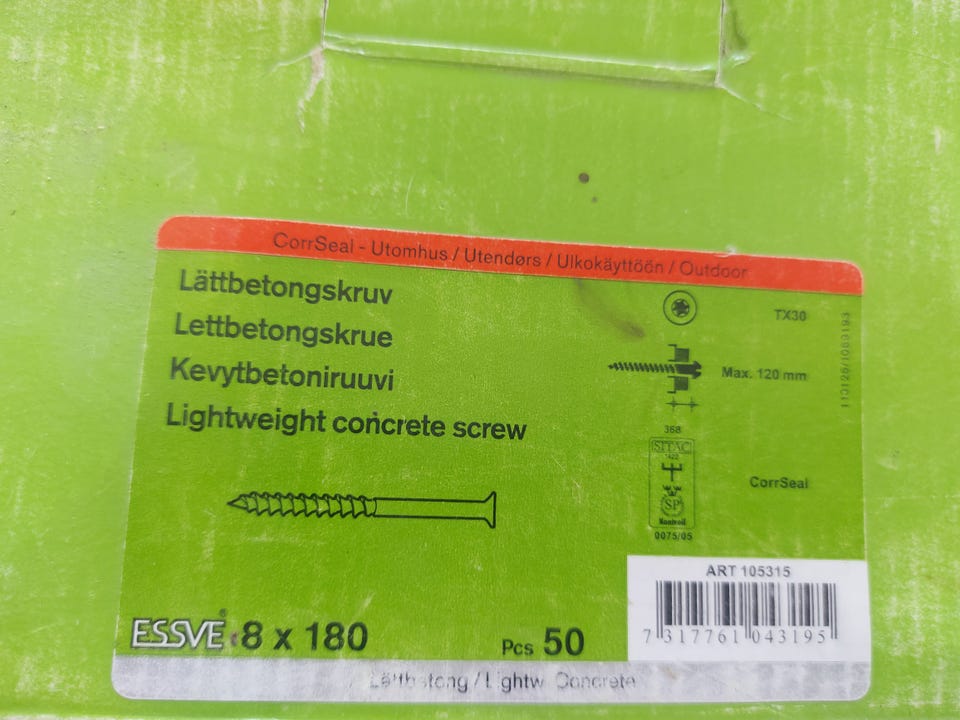 CorrSeal - Utomhus / Utendørs / Ulkokäyttöön / Outdoor
Lättbetongskruv
Lettbetongskrue
Kevytbetoniruuvi
Lightweight concrete screw
TX30
Max. 120 mm
368
SITAC
1422
SP
Kontroll
0075/05
CorrSeal
ART 105315
7 317761 043195
ESSVE® 8 x 180
Pcs 50
Lättbetong / Lightw Concrete